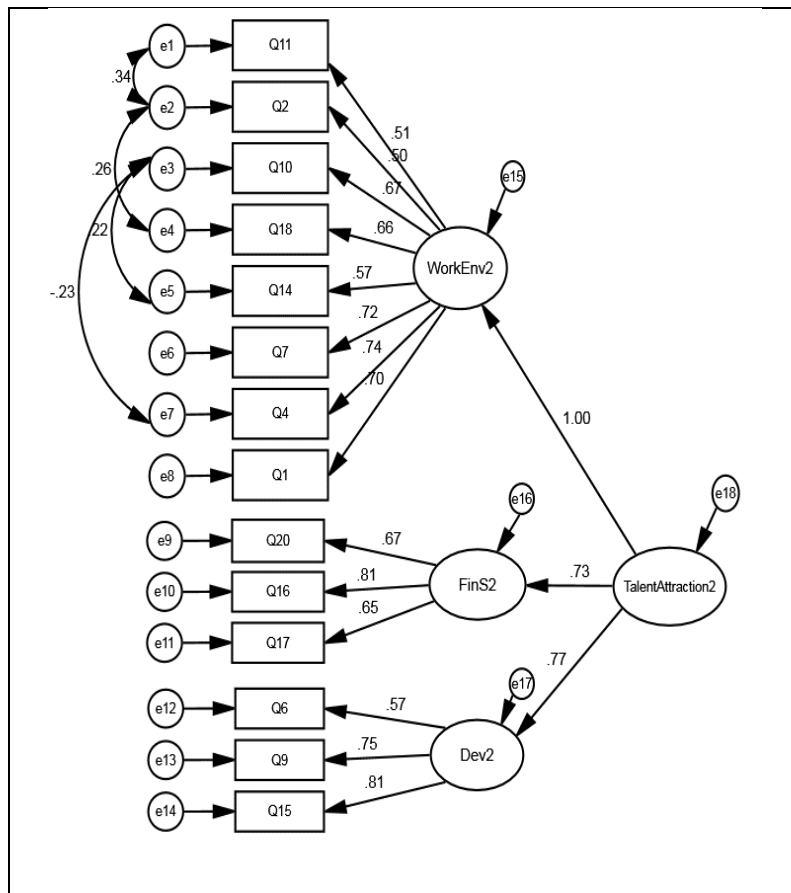 e1
Q11
.34
e2
Q2
.51
.50
e3
Q10
.26
.67
e15
22
e4
Q18
.66
WorkEnv2
-.23
e5
Q14
.57
.72
e6
Q7
.74
.70
e7
Q4
1.00
e8
Q1
e16
e18
e9
Q20
.67
e10
Q16
.81
FinS2
.73
TalentAttraction2
.65
e11
Q17
.77
e17
e12
Q6
.57
e13
Q9
.75
Dev2
.81
e14
Q15